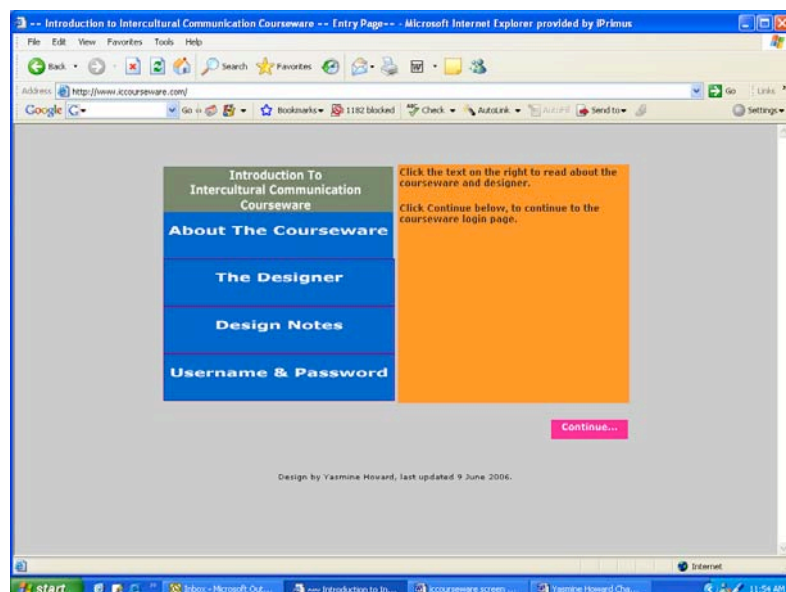 -- Introduction to Intercultural Communication Courseware -- Entry Page-- - Microsoft Internet Explorer provided by iPrimus
File Edit View Favorites Tools Help
Back Search Favorites
Address http://www.iccourseware.com/ Go Links
Google Go Bookmarks 1182 blocked Check AutoLink AutoFill Send to Settings
Introduction To
Intercultural Communication
Courseware
About The Courseware
The Designer
Design Notes
Username & Password
Click the text on the right to read about the
courseware and designer.
Click Continue below, to continue to the
courseware login page.
Continue...
Design by Yasmine Howard, last updated 9 June 2006.
Internet
start Inbox - Microsoft Out... ~~ Introduction to In... iccourseware screen ... Yasmine Howard Cha... 11:54 AM